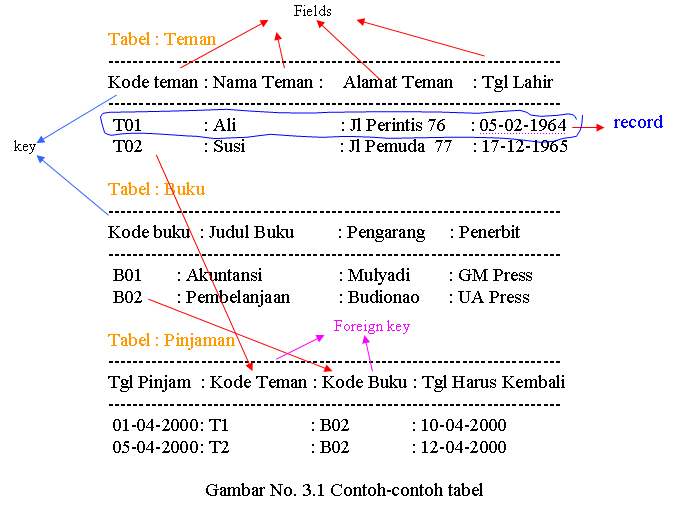 Fields
Tabel : Teman
----------------------------------------------------------------
Kode teman : Nama Teman : Alamat Teman : Tgl Lahir
----------------------------------------------------------------
T01 : Ali : Jl Perintis 76 : 05-02-1964 record
key T02 : Susi : Jl Pemuda 77 : 17-12-1965
Tabel : Buku
----------------------------------------------------------------
Kode buku : Judul Buku : Pengarang : Penerbit
----------------------------------------------------------------
B01 : Akuntansi : Mulyadi : GM Press
B02 : Pembelanjaan : Budionao : UA Press
Foreign key
Tabel : Pinjaman
----------------------------------------------------------------
Tgl Pinjam : Kode Teman : Kode Buku : Tgl Harus Kembali
----------------------------------------------------------------
01-04-2000: T1 : B02 : 10-04-2000
05-04-2000: T2 : B02 : 12-04-2000
Gambar No. 3.1 Contoh-contoh tabel